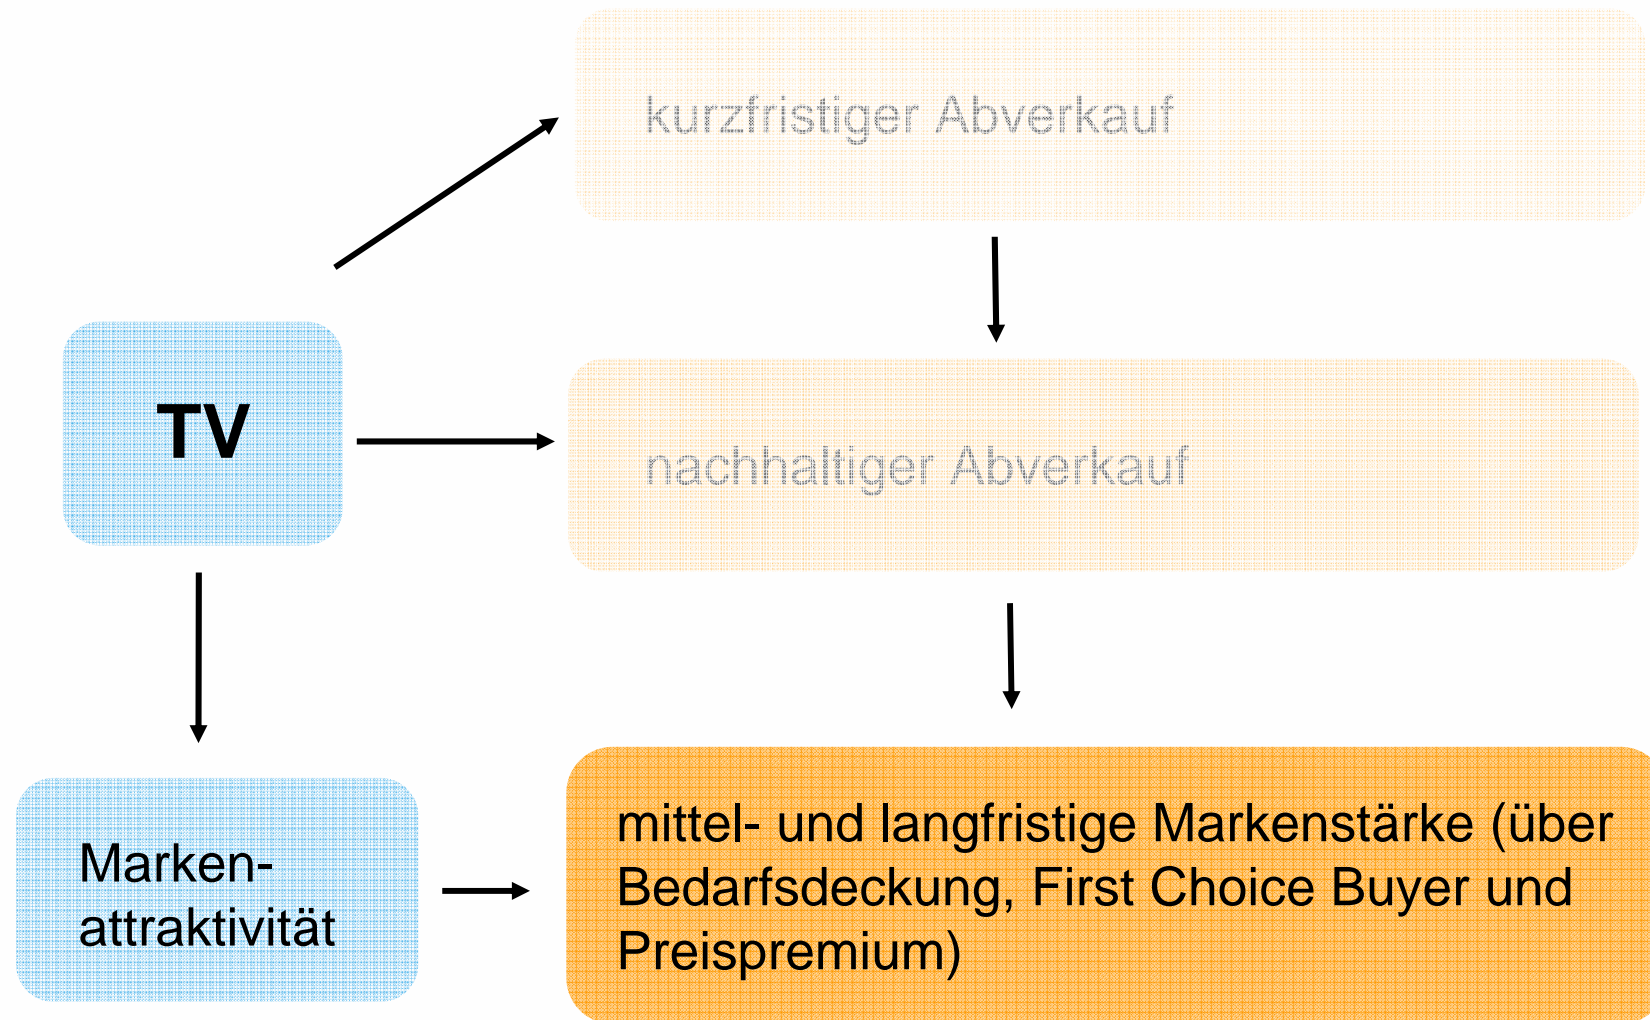 kurzfristiger Abverkauf
TV
nachhaltiger Abverkauf
Marken-
attraktivität
mittel- und langfristige Markenstärke (über
Bedarfsdeckung, First Choice Buyer und
Preispremium)